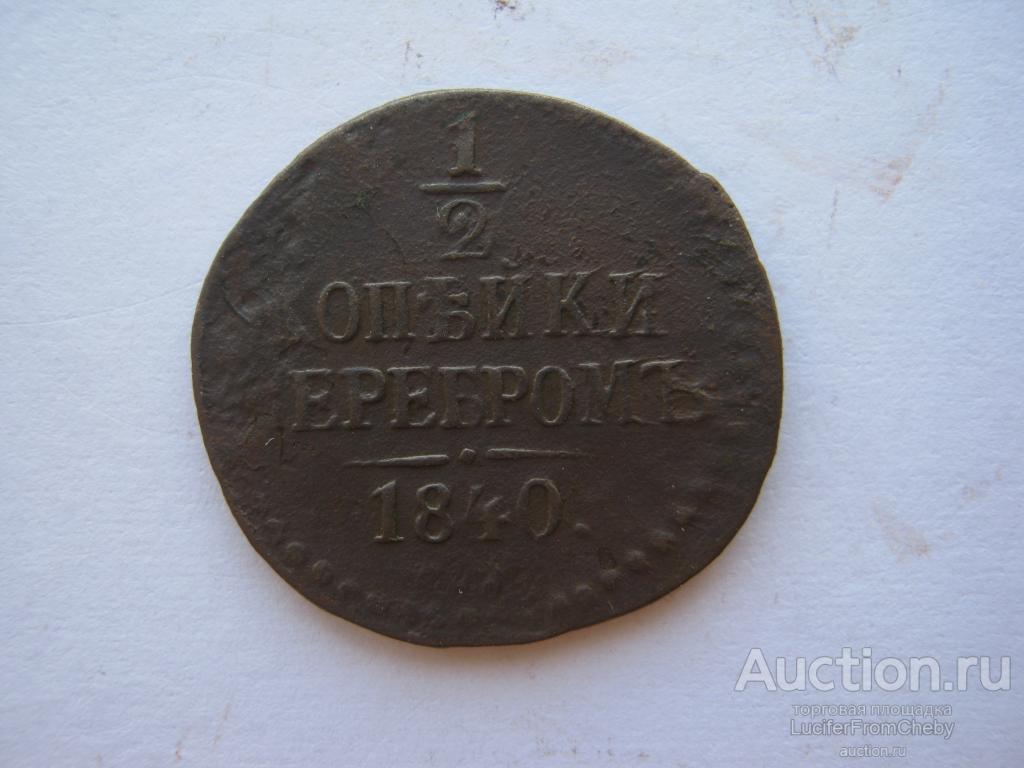 1
2
ОПѢЙКИ
ЕРЕБРОМЪ
1840.
Auction.ru
торговая площадка
LuciferFromCheby
auction.ru